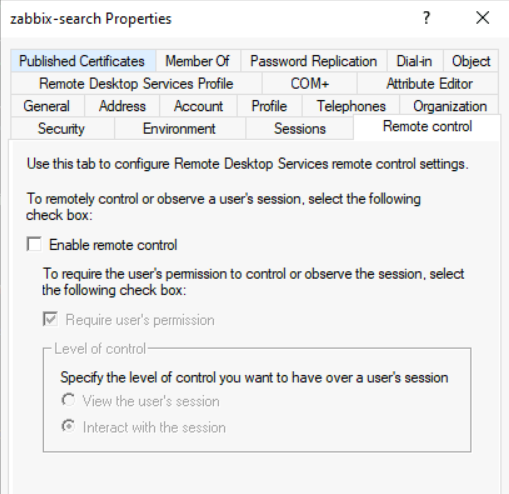 zabbix-search Properties
?
X
Published Certificates Member Of Password Replication Dial-in Object
Remote Desktop Services Profile COM+ Attribute Editor
General Address Account Profile Telephones Organization
Security Environment Sessions Remote control
Use this tab to configure Remote Desktop Services remote control settings.
To remotely control or observe a user's session, select the following
check box:
Enable remote control
To require the user's permission to control or observe the session, select
the following check box:
Require user's permission
Level of control
Specify the level of control you want to have over a user's session
View the user's session
Interact with the session